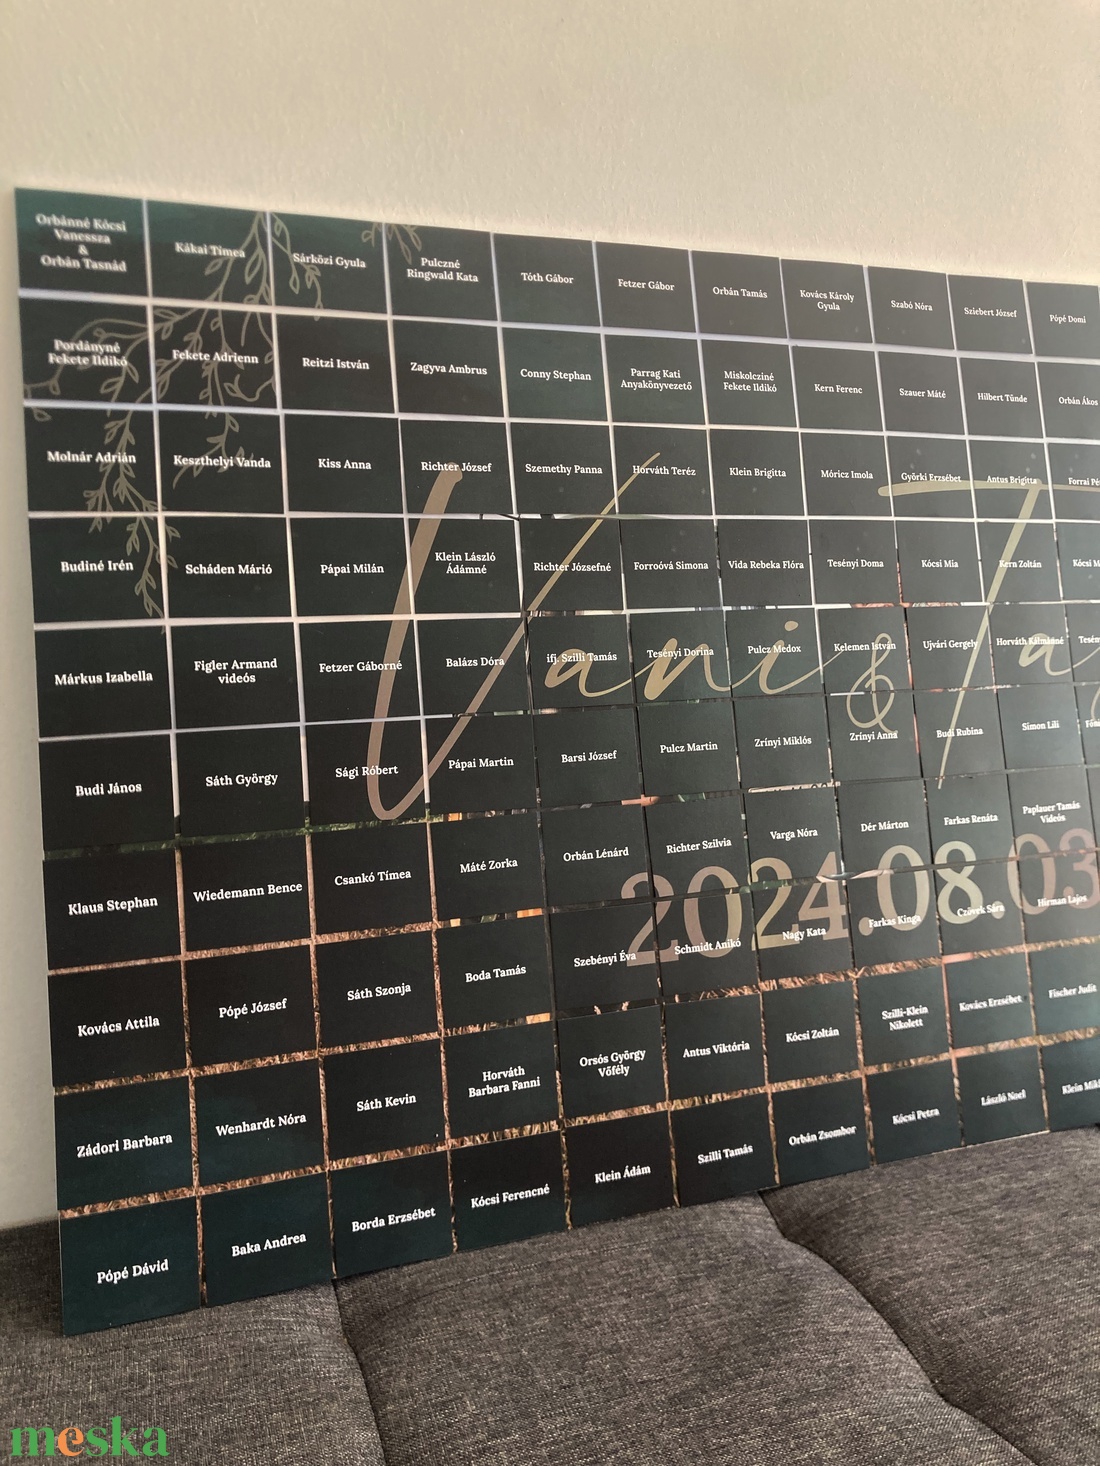 Orbánné Kócsi
Vanessza
&
Orbán Tasnád
Kákai Tímea
Sárközi Gyula
Pulczné
Ringwald Kata
Tóth Gábor
Fetzer Gábor
Orbán Tamás
Kovács Károly
Gyula
Szabó Nóra
Sziebert József
Pópé Domi
Pordányné
Fekete Ildikó
Fekete Adrienn
Reitzi István
Zagyva Ambrus
Conny Stephan
Parrag Kati
Anyakönyvezető
Miskolcziné
Fekete Ildikó
Kern Ferenc
Szauer Máté
Hilbert Tünde
Orbán Ákos
Molnár Adrián
Keszthelyi Vanda
Kiss Anna
Richter József
Szemethy Panna
Horváth Teréz
Klein Brigitta
Móricz Imola
Györki Erzsébet
Antus Brigitta
Forrai Pé
Budiné Irén
Scháden Márió
Pápai Milán
Klein László
Ádámné
Richter Józsefné
Forroóvá Simona
Vida Rebeka Flóra
Tesényi Doma
Kócsi Mia
Kern Zoltán
Kócsi M
Márkus Izabella
Figler Armand
videós
Fetzer Gáborné
Balázs Dóra
ifj. Szilli Tamás
Tesényi Dorina
Pulcz Medox
Kelemen István
Ujvári Gergely
Horváth Kálmánné
Tesén
Vani & Ta
Budi János
Sáth György
Sági Róbert
Pápai Martin
Barsi József
Pulcz Martin
Zrínyi Miklós
Zrínyi Anna
Budi Rubina
Simon Lili
Klaus Stephan
Wiedemann Bence
Csankó Tímea
Máté Zorka
Orbán Lénárd
Richter Szilvia
Varga Nóra
Dér Márton
Farkas Renáta
Paplauer Tamás
Videós
2024.08.03
Kovács Attila
Pópé József
Sáth Szonja
Boda Tamás
Szebényi Éva
Schmidt Anikó
Nagy Kata
Farkas Kinga
Czövek Sára
Hirman Lajos
Zádori Barbara
Wenhardt Nóra
Sáth Kevin
Horváth
Barbara Fanni
Orsós György
Vőfély
Antus Viktória
Kócsi Zoltán
Szilli-Klein
Nikolett
Kovács Erzsébet
Fischer Judit
Pópé Dávid
Baka Andrea
Borda Erzsébet
Kócsi Ferencné
Klein Ádám
Szilli Tamás
Orbán Zsombor
Kócsi Petra
László Noel
Klein Mik
meska